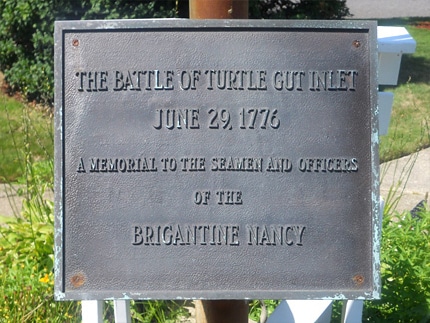 THE BATTLE OF TURTLE GUT INLET
JUNE 29, 1776
A MEMORIAL TO THE SEAMEN AND OFFICERS
OF THE
BRIGANTINE NANCY